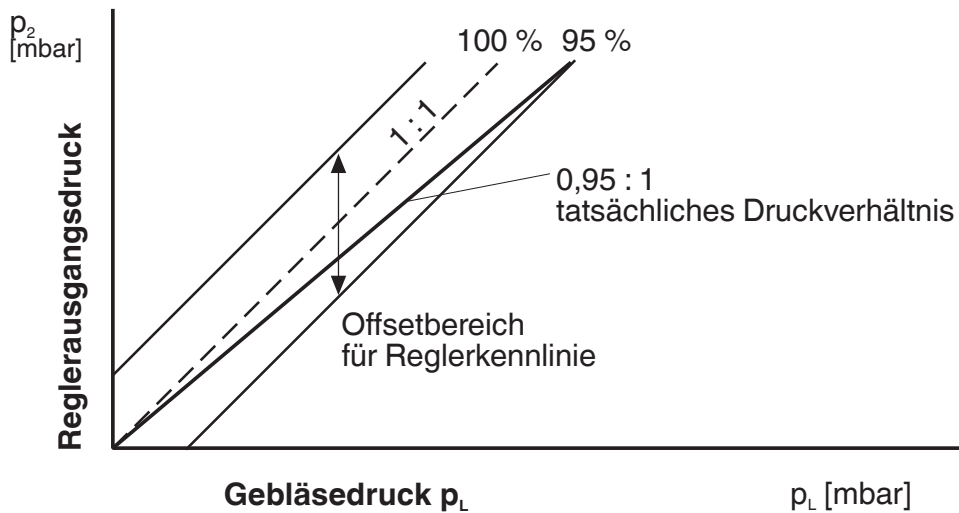 p₂
[mbar]
100 % 95 %
1 : 1
Reglerausgangsdruck
0,95 : 1
tatsächliches Druckverhältnis
Offsetbereich
für Reglerkennlinie
Gebläsedruck p_L
p_L [mbar]